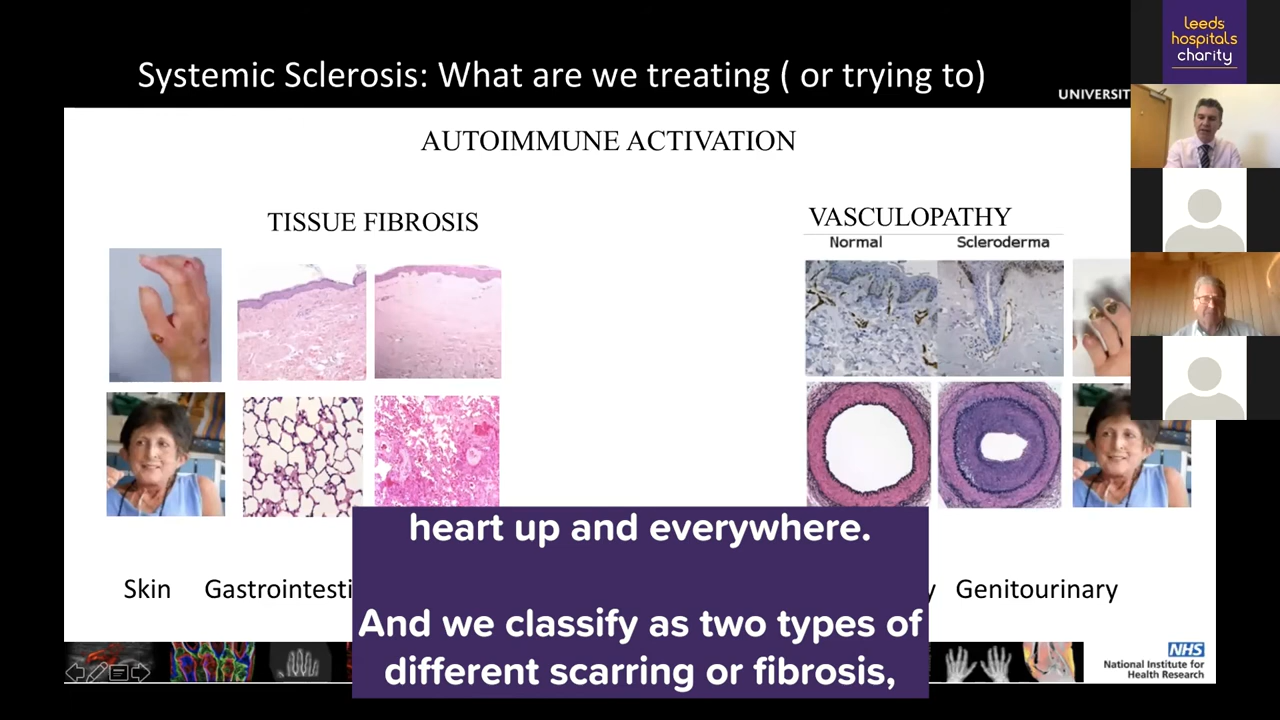 leeds
hospitals
charity
Systemic Sclerosis: What are we treating ( or trying to)
UNIVERSIT
AUTOIMMUNE ACTIVATION
TISSUE FIBROSIS
VASCULOPATHY
Normal Scleroderma
heart up and everywhere.
Skin Gastrointesti y Genitourinary
And we classify as two types of
different scarring or fibrosis,
NHS
National Institute for
Health Research